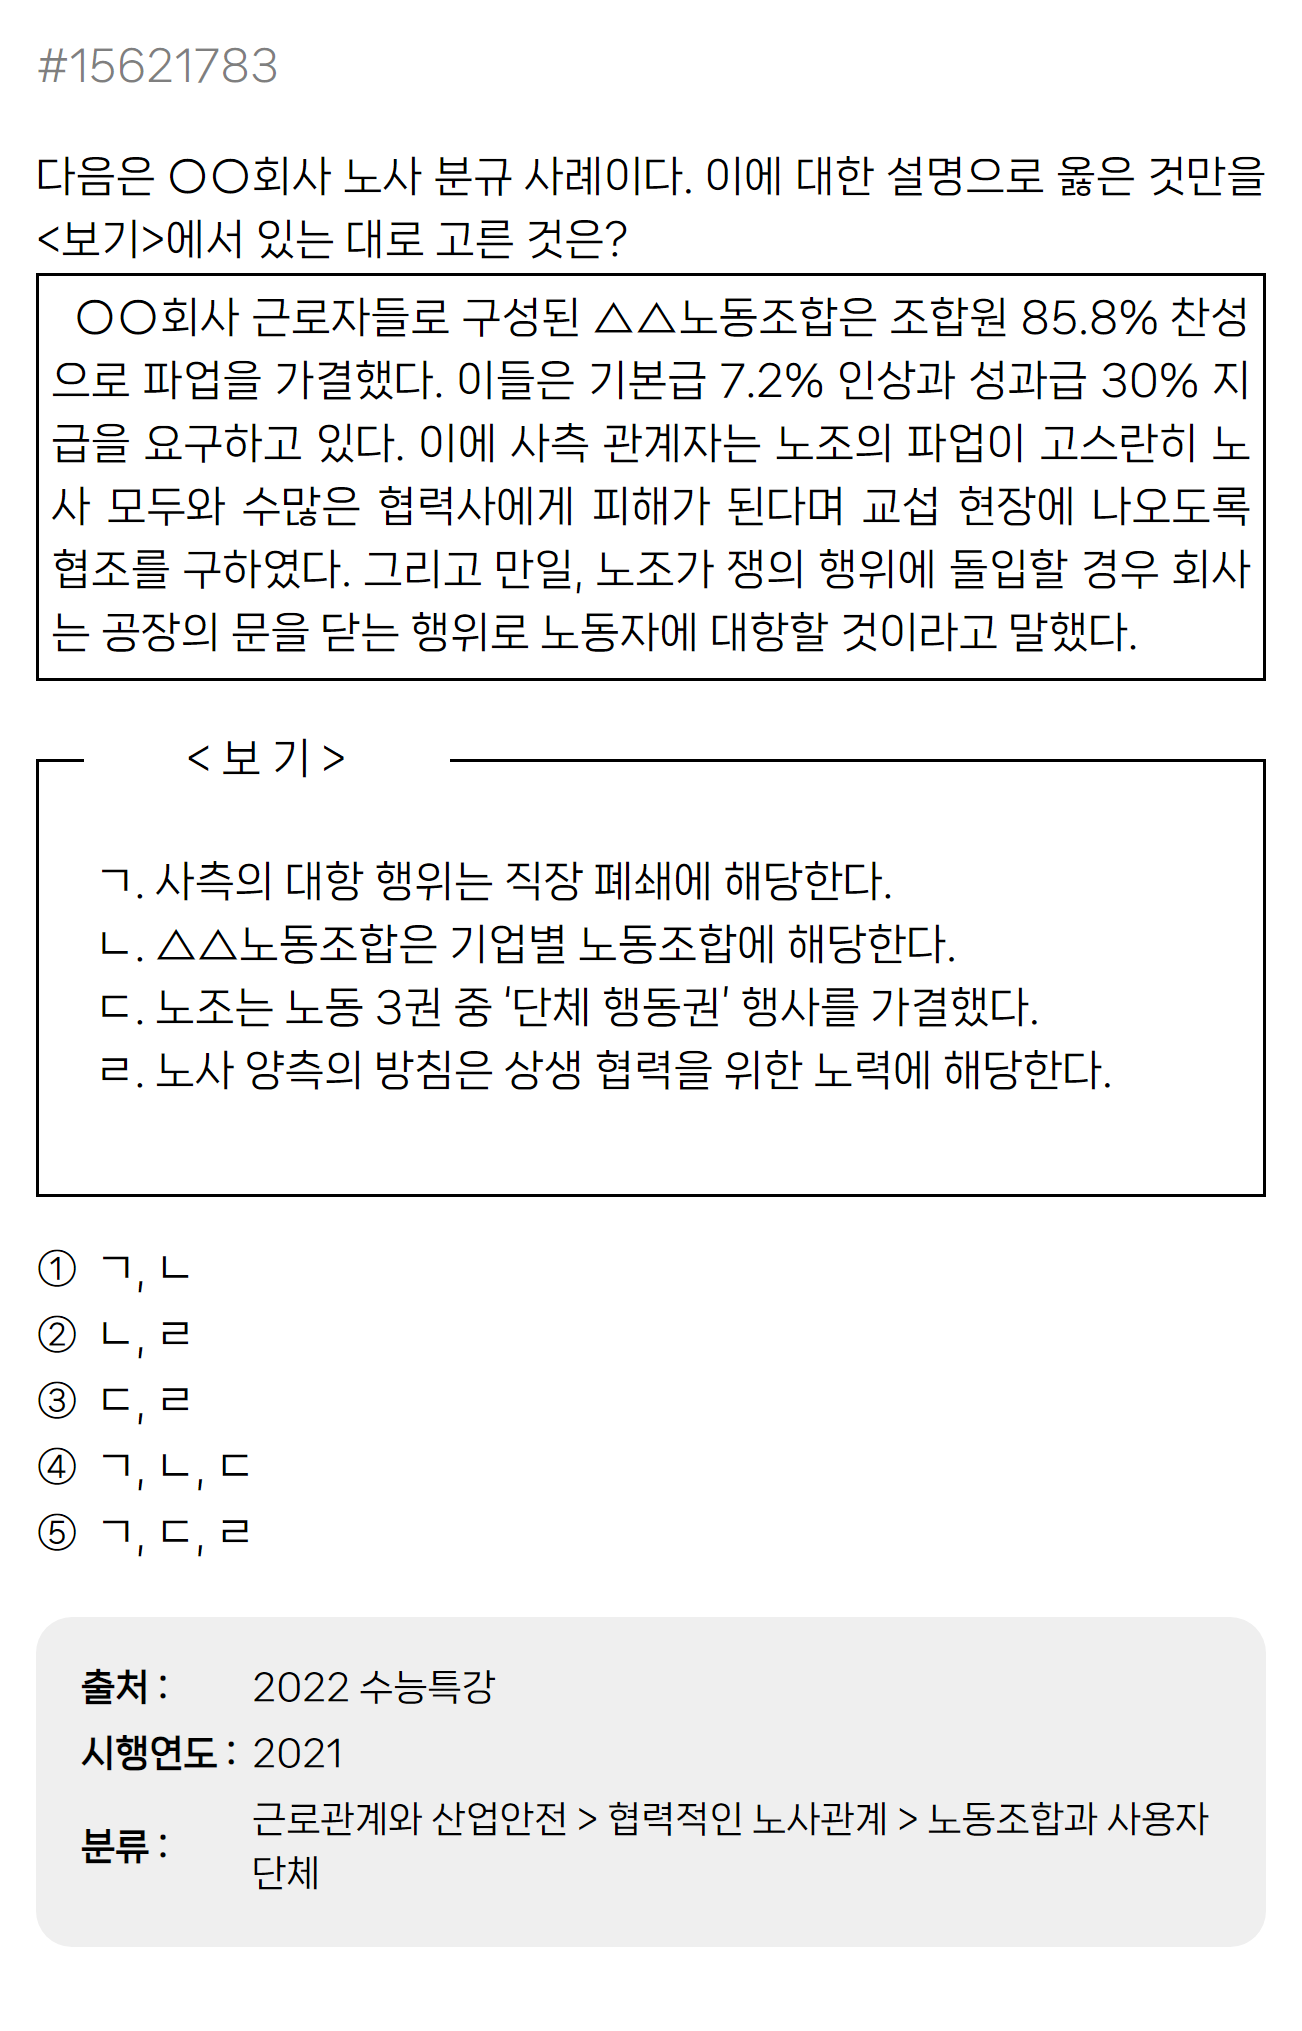 #15621783
다음은 ○○회사 노사 분규 사례이다. 이에 대한 설명으로 옳은 것만을
<보기>에서 있는 대로 고른 것은?
○○회사 근로자들로 구성된 △△노동조합은 조합원 85.8% 찬성
으로 파업을 가결했다. 이들은 기본급 7.2% 인상과 성과급 30% 지
급을 요구하고 있다. 이에 사측 관계자는 노조의 파업이 고스란히 노
사 모두와 수많은 협력사에게 피해가 된다며 교섭 현장에 나오도록
협조를 구하였다. 그리고 만일, 노조가 쟁의 행위에 돌입할 경우 회사
는 공장의 문을 닫는 행위로 노동자에 대항할 것이라고 말했다.
< 보 기 >
ㄱ. 사측의 대항 행위는 직장 폐쇄에 해당한다.
ㄴ. △△노동조합은 기업별 노동조합에 해당한다.
ㄷ. 노조는 노동 3권 중 '단체 행동권' 행사를 가결했다.
ㄹ. 노사 양측의 방침은 상생 협력을 위한 노력에 해당한다.
① ㄱ, ㄴ
② ㄴ, ㄹ
③ ㄷ, ㄹ
④ ㄱ, ㄴ, ㄷ
⑤ ㄱ, ㄷ, ㄹ
출처 : 2022 수능특강
시행연도 : 2021
분류 : 근로관계와 산업안전 > 협력적인 노사관계 > 노동조합과 사용자
단체